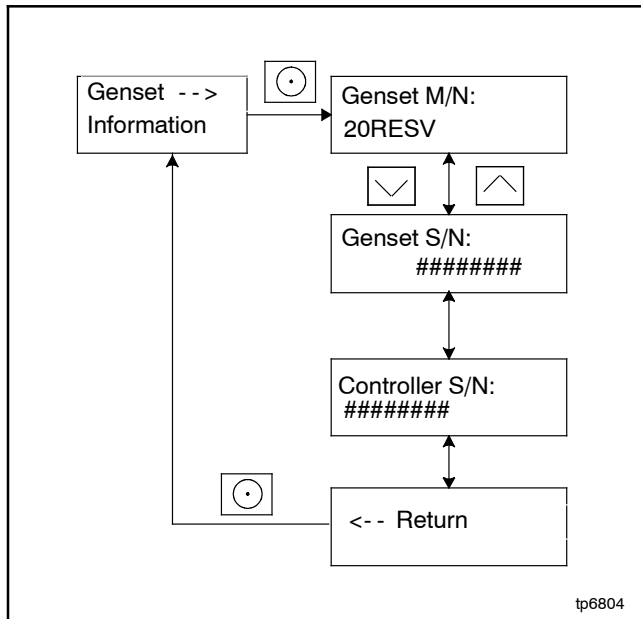 Genset - - >
Information
Genset M/N:
20RESV
Genset S/N:
########
Controller S/N:
########
<- - Return
tp6804